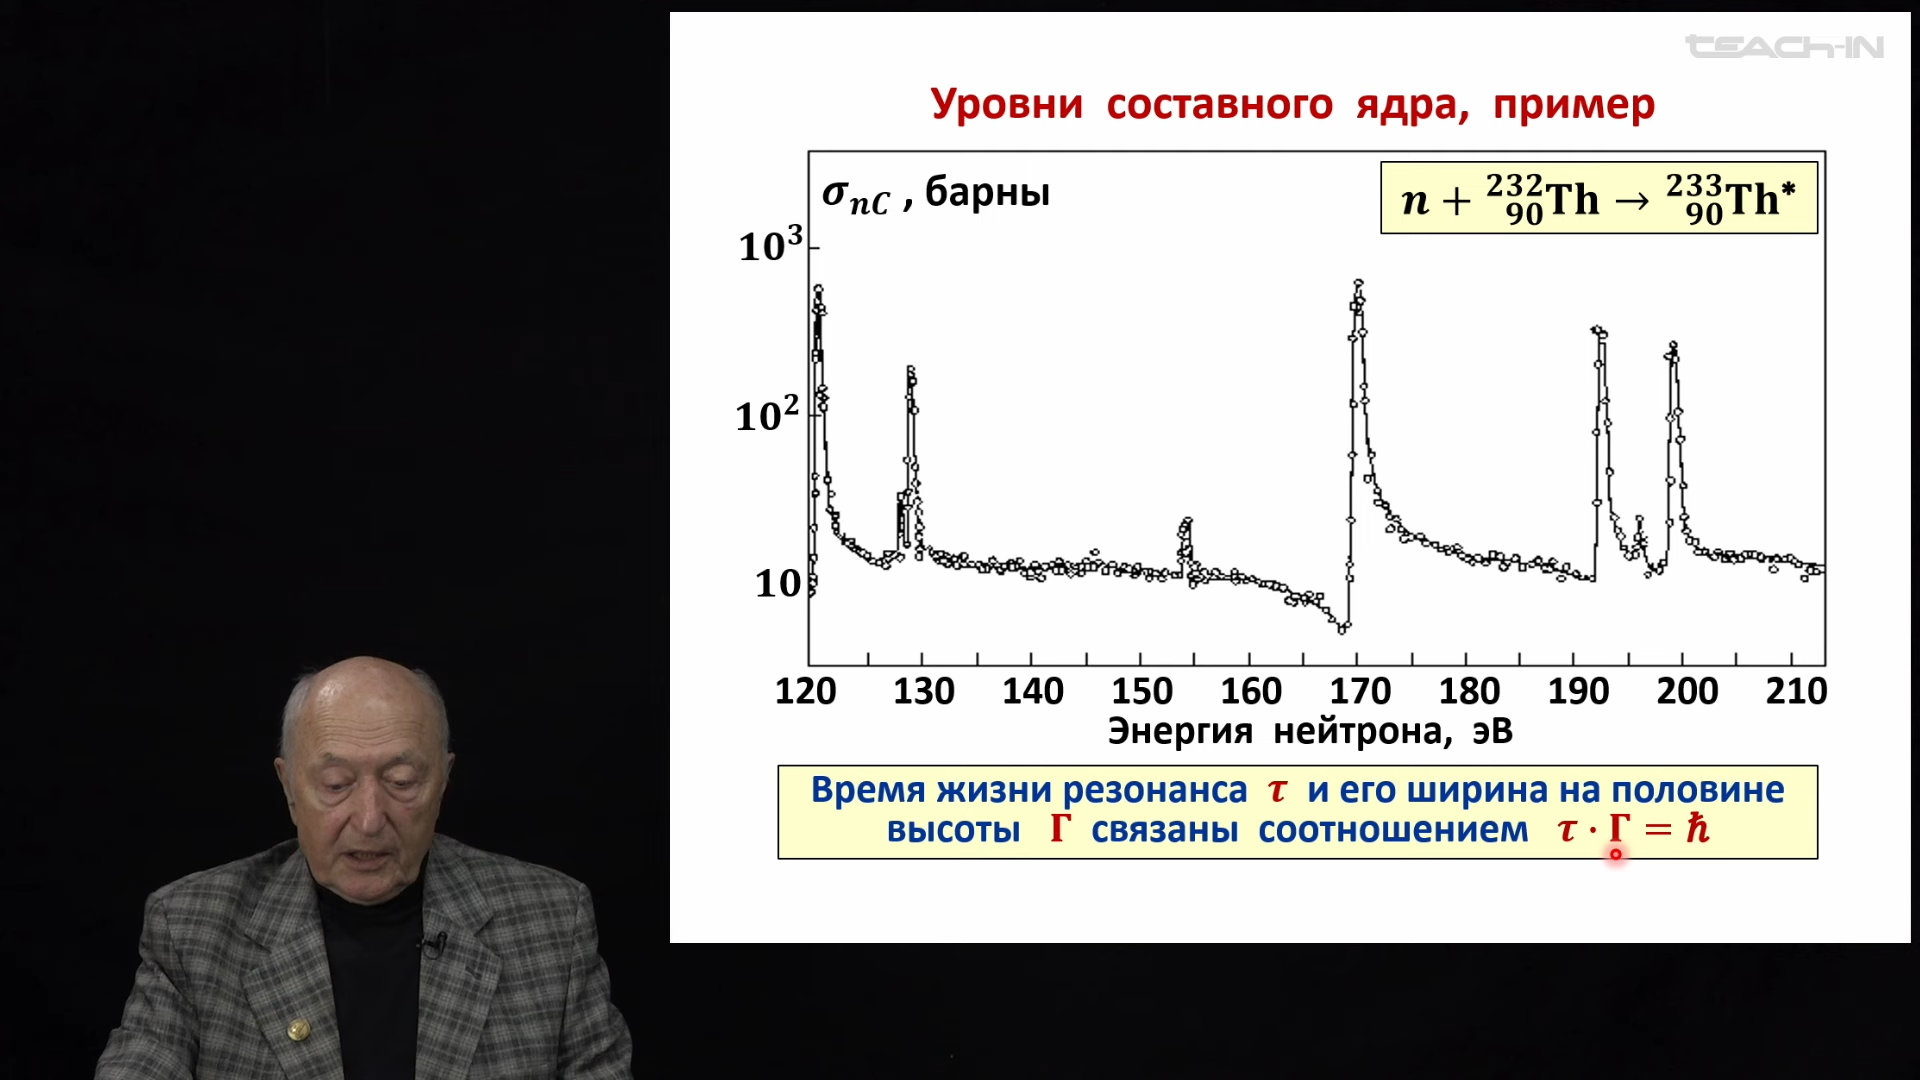 TEACH-IN
Уровни составного ядра, пример
σₙC , барны
n + ²³²₉₀Th → ²³³₉₀Th*
10³
10²
10
120 130 140 150 160 170 180 190 200 210
Энергия нейтрона, эВ
Время жизни резонанса τ и его ширина на половине
высоты Γ связаны соотношением τ · Γ = ℏ